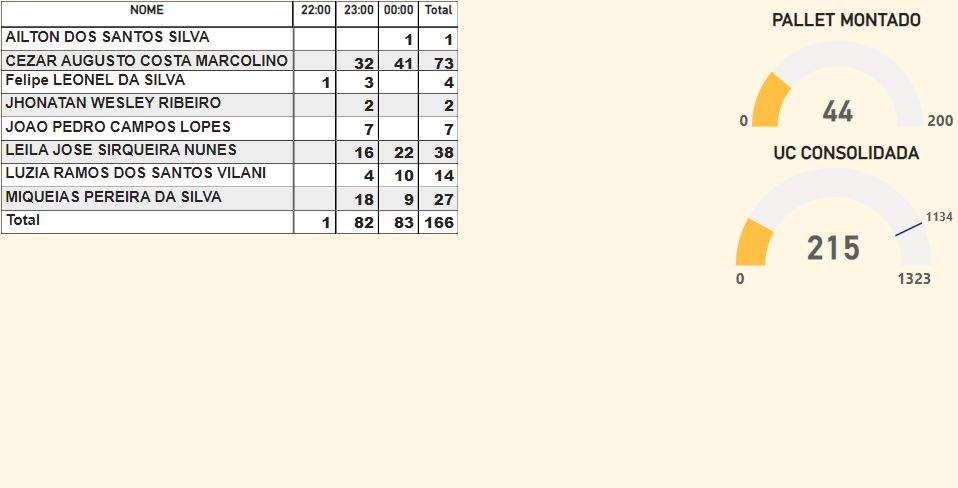 NOME 22:00 23:00 00:00 Total
AILTON DOS SANTOS SILVA 1 1
CEZAR AUGUSTO COSTA MARCOLINO 32 41 73
Felipe LEONEL DA SILVA 1 3 4
JHONATAN WESLEY RIBEIRO 2 2
JOAO PEDRO CAMPOS LOPES 7 7
LEILA JOSE SIRQUEIRA NUNES 16 22 38
LUZIA RAMOS DOS SANTOS VILANI 4 10 14
MIQUEIAS PEREIRA DA SILVA 18 9 27
Total 1 82 83 166
PALLET MONTADO
44
0 200
UC CONSOLIDADA
1134
215
0 1323